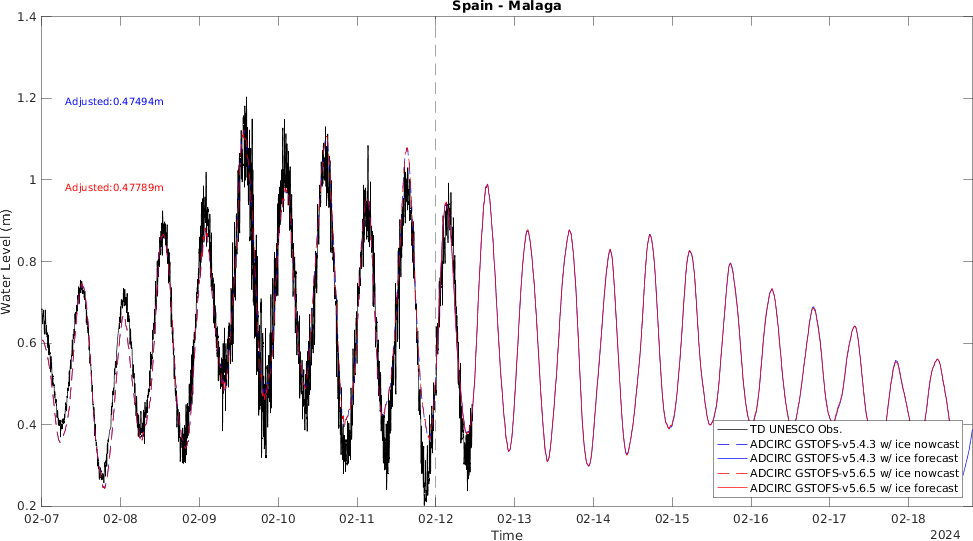 Spain - Malaga
1.4
1.2
1
0.8
0.6
0.4
0.2
Water Level (m)
Adjusted:0.47494m
Adjusted:0.47789m
TD UNESCO Obs.
ADCIRC GSTOFS-v5.4.3 w/ ice nowcast
ADCIRC GSTOFS-v5.4.3 w/ ice forecast
ADCIRC GSTOFS-v5.6.5 w/ ice nowcast
ADCIRC GSTOFS-v5.6.5 w/ ice forecast
02-07 02-08 02-09 02-10 02-11 02-12 02-13 02-14 02-15 02-16 02-17 02-18
Time
2024